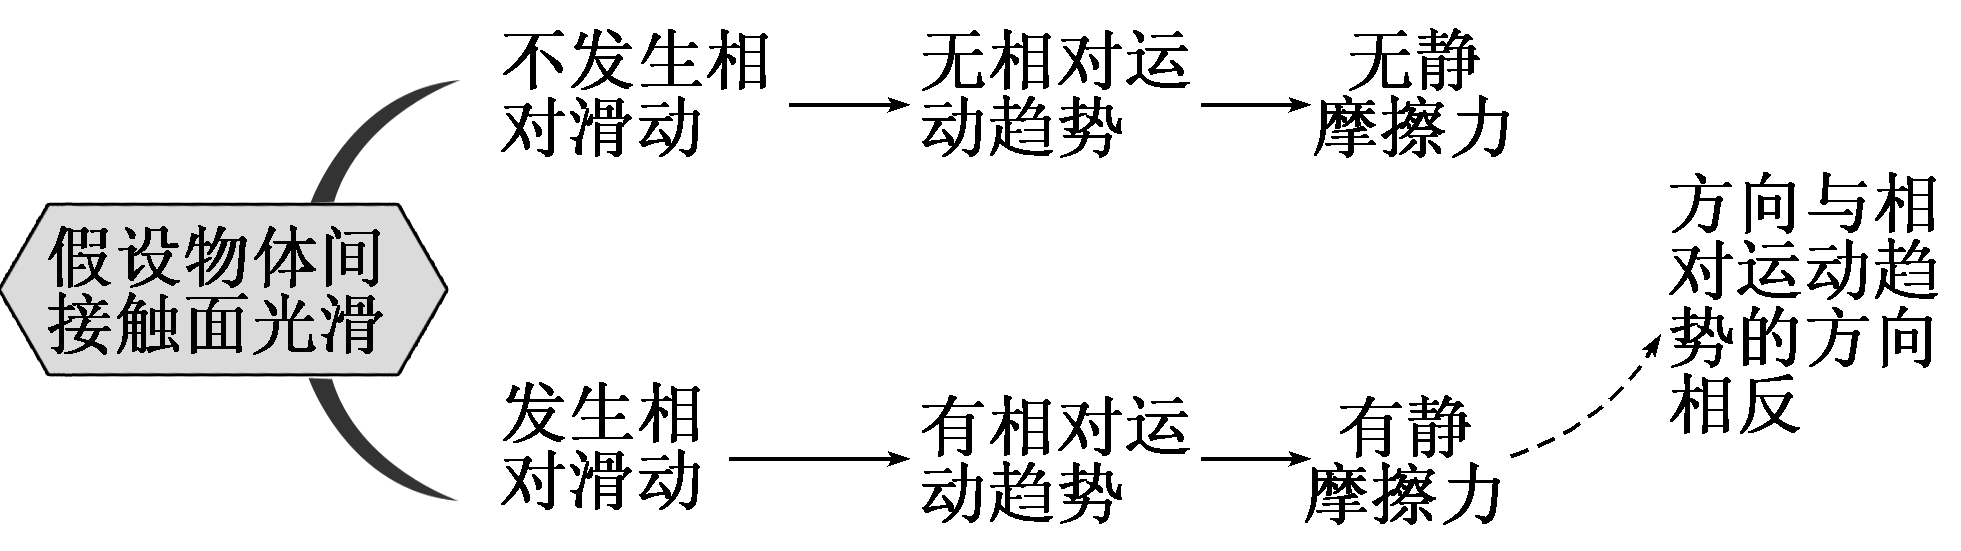 不发生相
对滑动
无相对运
动趋势
无静
摩擦力
假设物体间
接触面光滑
发生相
对滑动
有相对运
动趋势
有静
摩擦力
方向与相
对运动趋
势的方向
相反